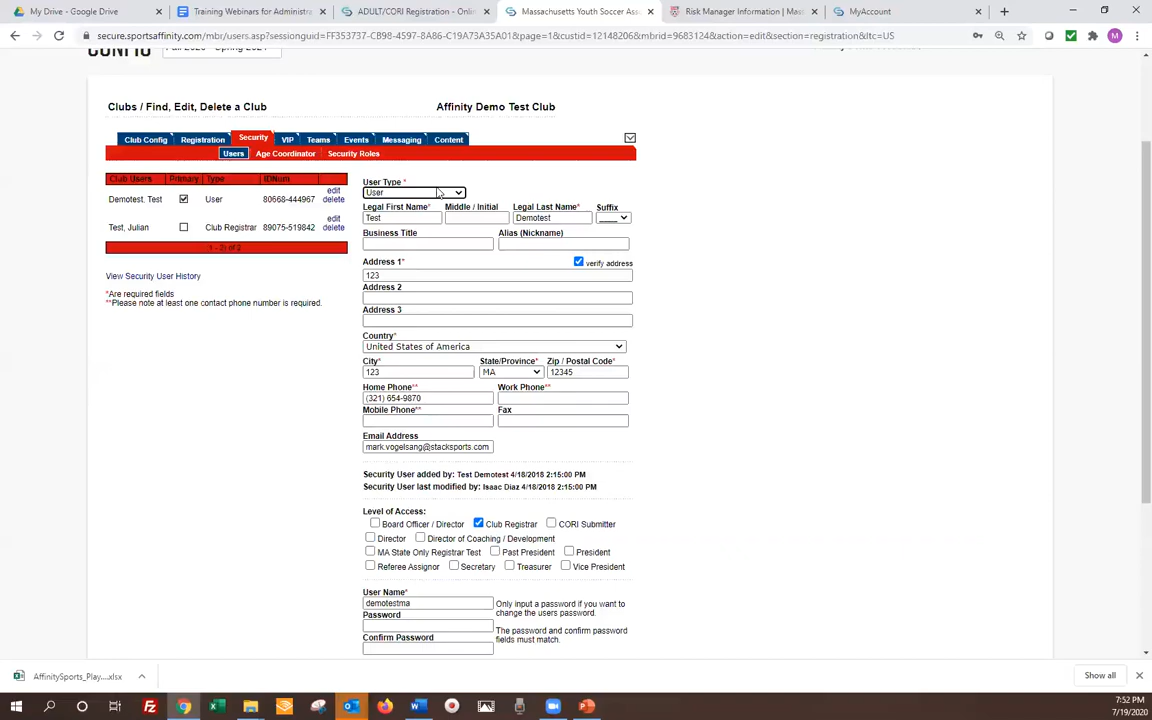 My Drive - Google Drive
Training Webinars for Administra
ADULT/CORI Registration - Onlin
Massachusetts Youth Soccer Ass
Risk Manager Information | Mas
MyAccount
secure.sportsaffinity.com/mbr/users.asp?sessionguid=FF353737-CB98-4597-8A86-C19A73A35A01&page=1&custid=12148206&mbrid=9683124&action=edit&section=registration&ltc=US
M
CONFIG
Clubs / Find, Edit, Delete a Club
Affinity Demo Test Club
Club Config Registration Security VIP Teams Events Messaging Content
Users Age Coordinator Security Roles
Club Users Primary Type IDNum
Demotest, Test User 80668-444967 edit delete
Test, Julian Club Registrar 89075-519842 edit delete
1 - 2) of 2
View Security User History
*Are required fields
**Please note at least one contact phone number is required.
User Type *
User
Legal First Name* Middle / Initial Legal Last Name* Suffix
Test Demotest ____
Business Title Alias (Nickname)
Address 1* verify address
123
Address 2
Address 3
Country*
United States of America
City* State/Province* Zip / Postal Code*
123 MA 12345
Home Phone** Work Phone**
(321) 654-9870
Mobile Phone** Fax
Email Address
mark.vogelsang@stacksports.com
Security User added by: Test Demotest 4/18/2018 2:15:00 PM
Security User last modified by: Isaac Diaz 4/18/2018 2:15:00 PM
Level of Access:
Board Officer / Director Club Registrar CORI Submitter
Director Director of Coaching / Development
MA State Only Registrar Test Past President President
Referee Assignor Secretary Treasurer Vice President
User Name*
demotestma
Only input a password if you want to
change the users password.
Password
The password and confirm password
fields must match.
Confirm Password
AffinitySports_Play....xlsx
Show all
7:52 PM
7/19/2020